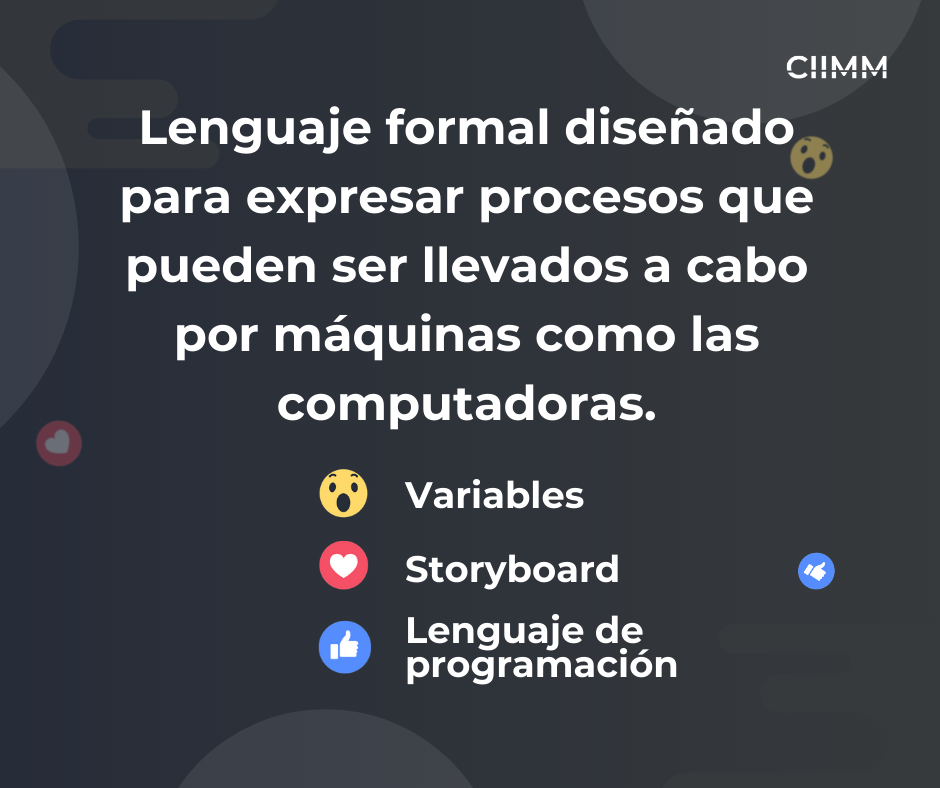 CIIMM
Lenguaje formal diseñado
para expresar procesos que
pueden ser llevados a cabo
por máquinas como las
computadoras.
Variables
Storyboard
Lenguaje de
programación